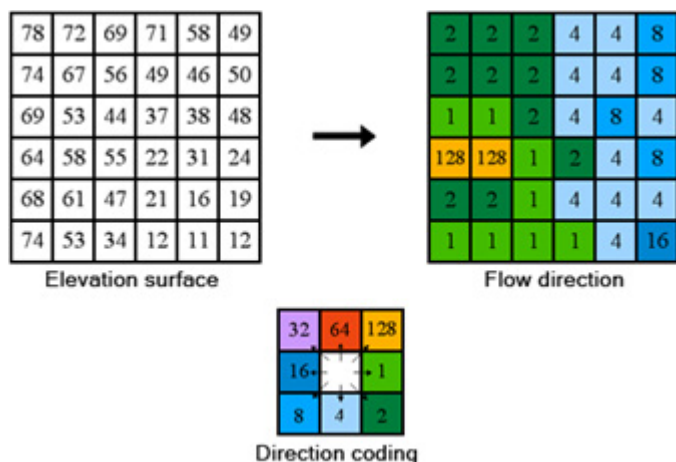 78 72 69 71 58 49
74 67 56 49 46 50
69 53 44 37 38 48
64 58 55 22 31 24
68 61 47 21 16 19
74 53 34 12 11 12
Elevation surface
2 2 2 4 4 8
2 2 2 4 4 8
1 1 2 4 8 4
128 128 1 2 4 8
2 2 1 4 4 4
1 1 1 1 4 16
Flow direction
32 64 128
16 1
8 4 2
Direction coding